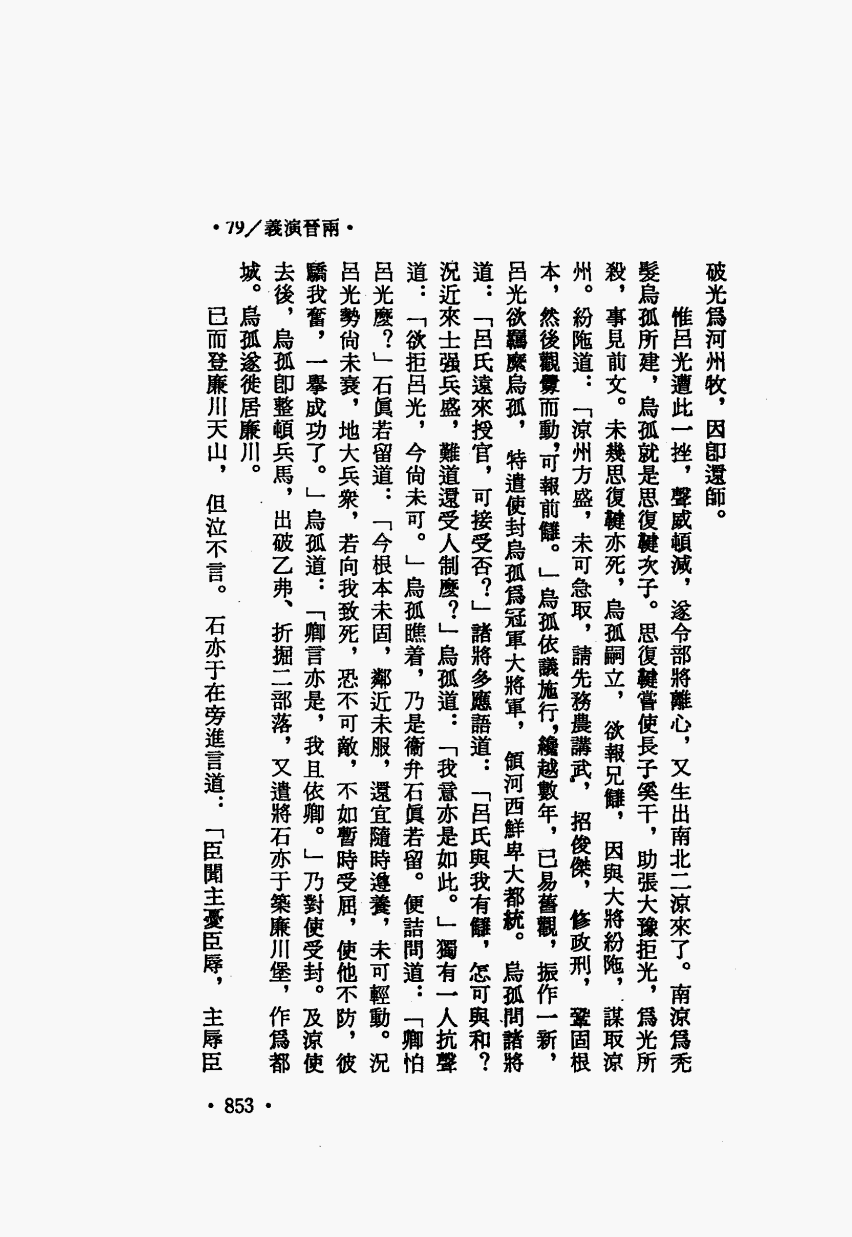 ・79／義演晉兩・
破光爲河州牧，因卽還師。
惟呂光遭此一挫，聲威頓減，遂令部將離心，又生出南北二涼來了。南涼爲禿
髮烏孤所建，烏孤就是思復鞬次子。思復鞬嘗使長子奚干，助張大豫拒光，爲光所
殺，事見前文。未幾思復鞬亦死，烏孤嗣立，欲報兄讎，因與大將紛陁，謀取涼
州。紛陁道：「涼州方盛，未可急取，請先務農講武，招俊傑，修政刑，鞏固根
本，然後觀釁而動，可報前讎。」烏孤依議施行，纔越數年，已易舊觀，振作一新，
呂光欲羈縻烏孤，特遣使封烏孤爲冠軍大將軍，領河西鮮卑大都統。烏孤問諸將
道：「呂氏遠來授官，可接受否？」諸將多應語道：「呂氏與我有讎，怎可與和？
況近來士强兵盛，難道還受人制麼？」烏孤道：「我意亦是如此。」獨有一人抗聲
道：「欲拒呂光，今尙未可。」烏孤瞧着，乃是衞弁石眞若留。便詰問道：「卿怕
呂光麼？」石眞若留道：「今根本未固，鄰近未服，還宜隨時遵養，未可輕動。況
呂光勢尙未衰，地大兵衆，若向我致死，恐不可敵，不如暫時受屈，使他不防，彼
驕我奮，一擧成功了。」烏孤道：「卿言亦是，我且依卿。」乃對使受封。及涼使
去後，烏孤卽整頓兵馬，出破乙弗、折掘二部落，又遣將石亦于築廉川堡，作爲都
城。烏孤遂徙居廉川。
已而登廉川天山，但泣不言。石亦于在旁進言道：「臣聞主憂臣辱，主辱臣
・853・